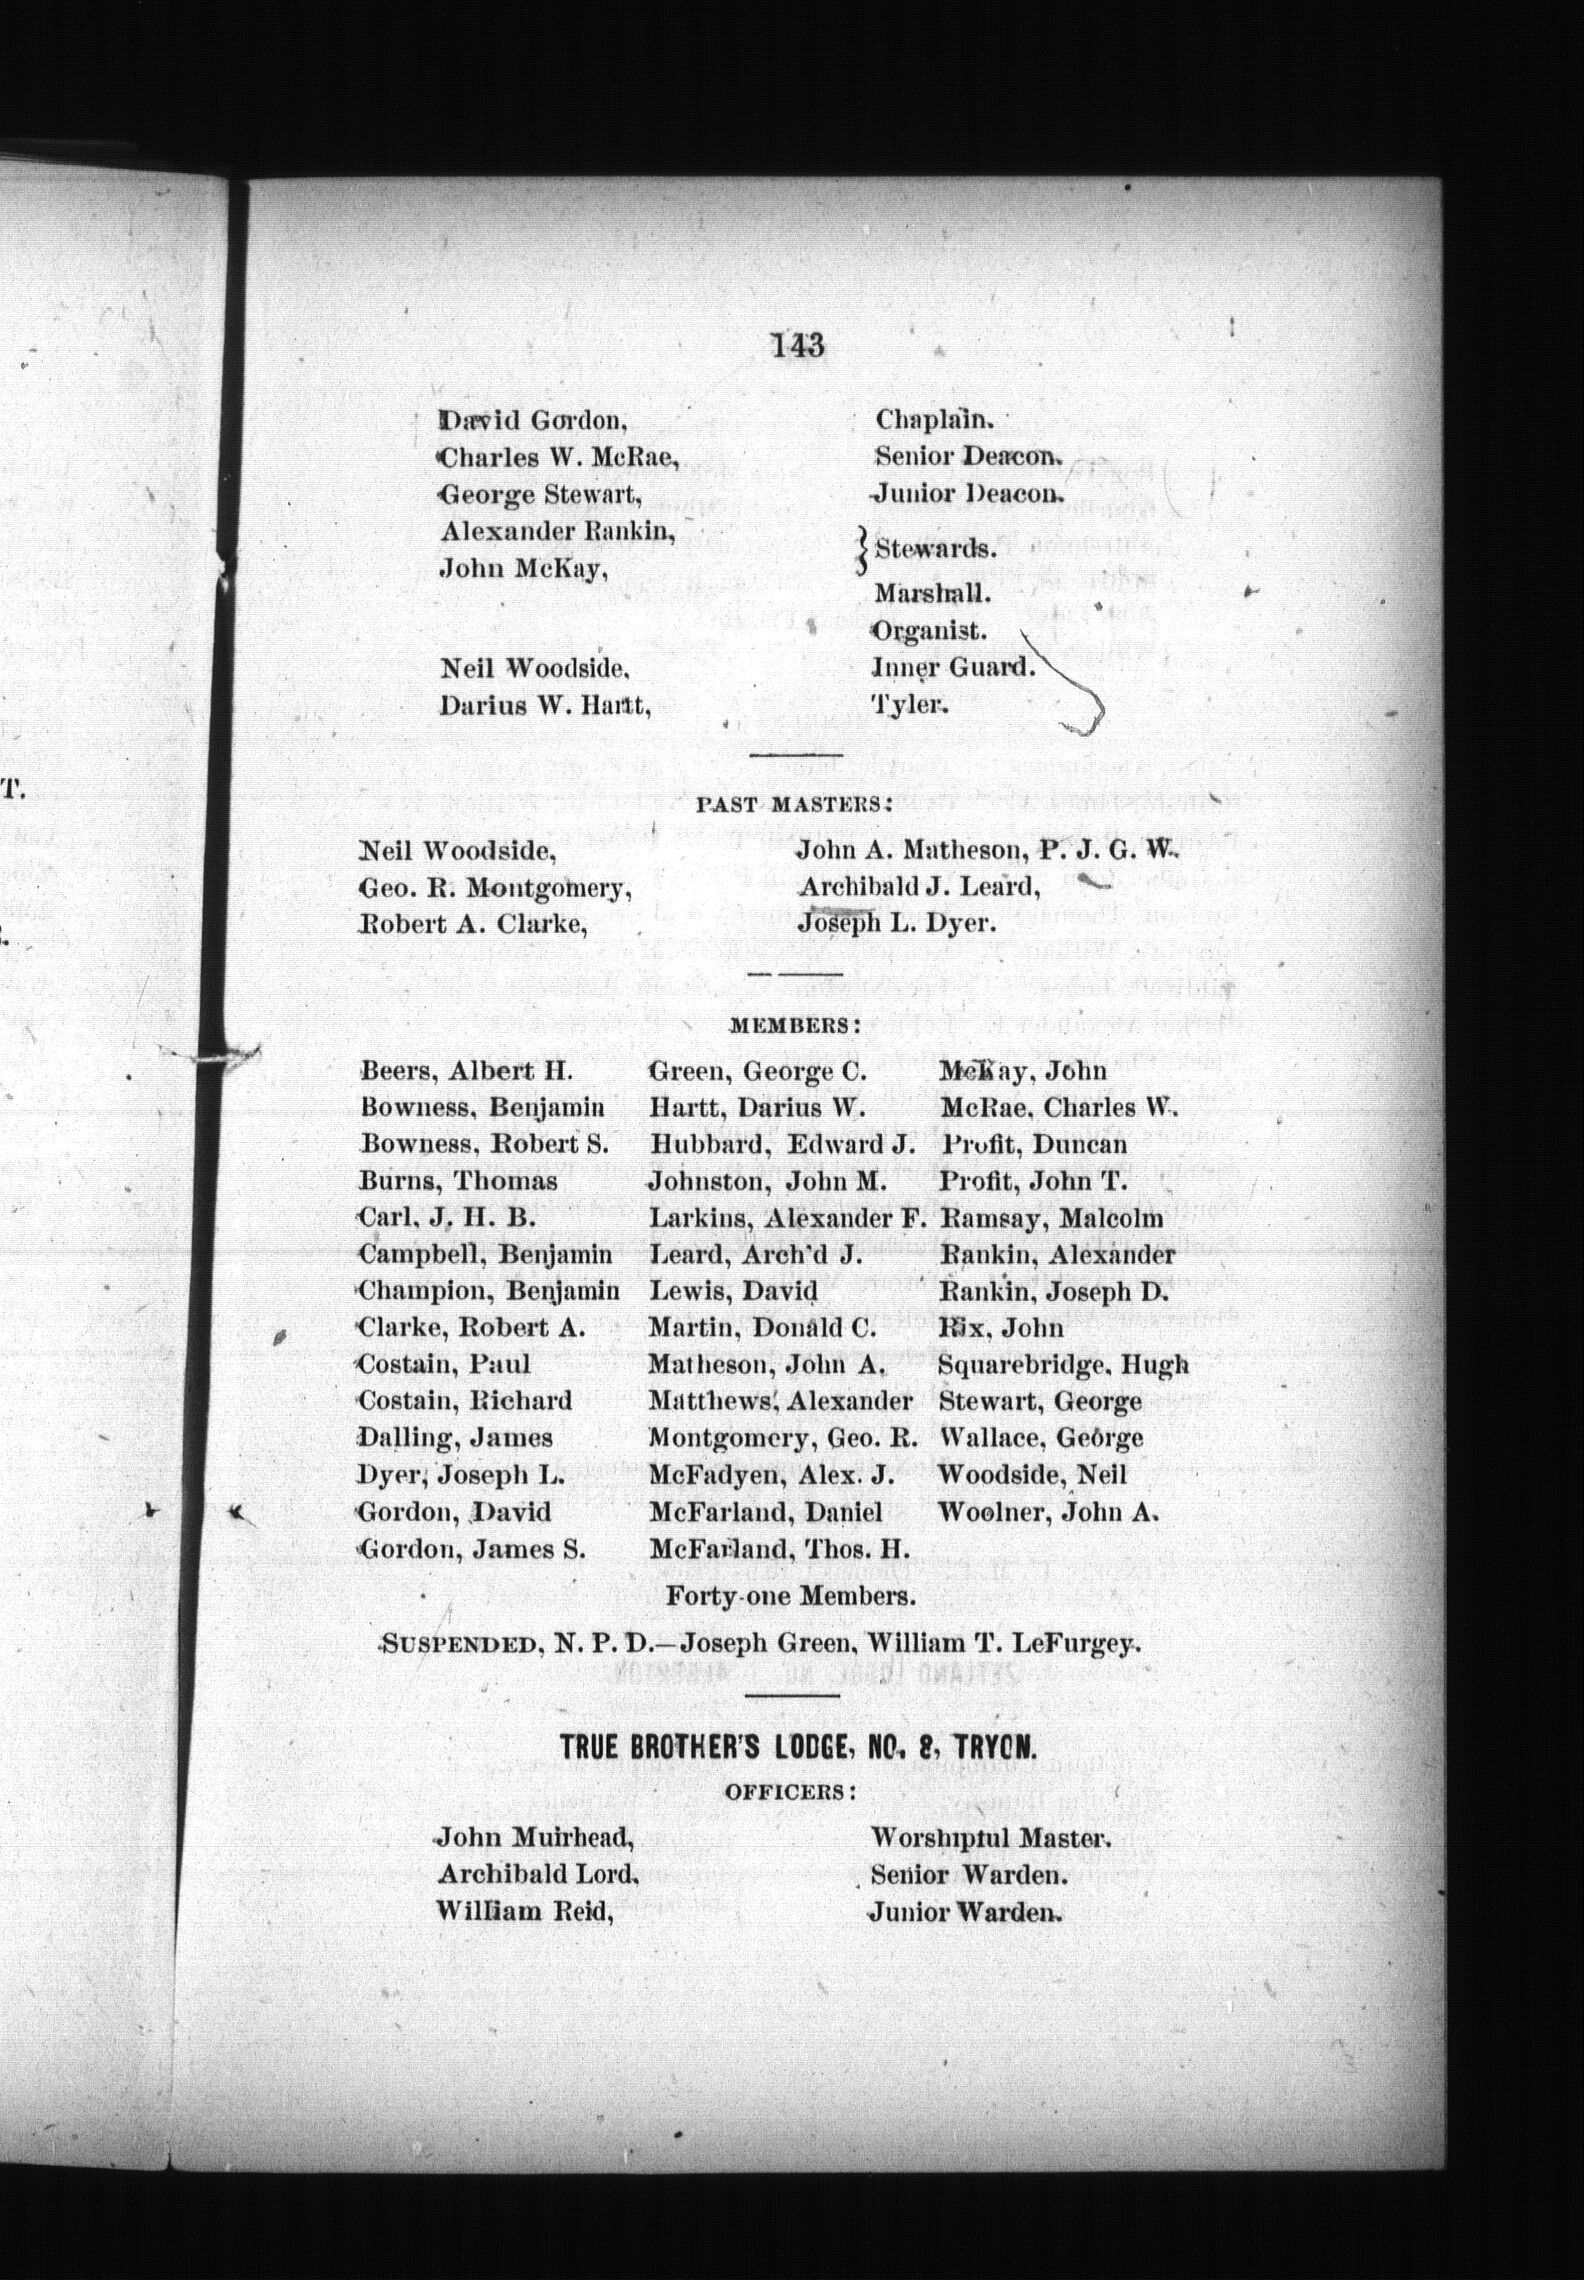 143
David Gordon, Chaplain.
Charles W. McRae, Senior Deacon.
George Stewart, Junior Deacon.
Alexander Rankin,
} Stewards.
John McKay,
Marshall.
Organist.
Neil Woodside, Inner Guard.
Darius W. Hartt, Tyler.
T.
PAST MASTERS:
Neil Woodside, John A. Matheson, P. J. G. W.
Geo. R. Montgomery, Archibald J. Leard,
Robert A. Clarke, Joseph L. Dyer.
MEMBERS:
Beers, Albert H. Green, George C. McKay, John
Bowness, Benjamin Hartt, Darius W. McRae, Charles W.
Bowness, Robert S. Hubbard, Edward J. Profit, Duncan
Burns, Thomas Johnston, John M. Profit, John T.
Carl, J. H. B. Larkins, Alexander F. Ramsay, Malcolm
Campbell, Benjamin Leard, Arch'd J. Rankin, Alexander
Champion, Benjamin Lewis, David Rankin, Joseph D.
Clarke, Robert A. Martin, Donald C. Rix, John
Costain, Paul Matheson, John A. Squarebridge, Hugh
Costain, Richard Matthews, Alexander Stewart, George
Dalling, James Montgomery, Geo. R. Wallace, George
Dyer, Joseph L. McFadyen, Alex. J. Woodside, Neil
Gordon, David McFarland, Daniel Woolner, John A.
Gordon, James S. McFarland, Thos. H.
Forty-one Members.
SUSPENDED, N. P. D.—Joseph Green, William T. LeFurgey.
TRUE BROTHER'S LODGE, NO. 8, TRYON.
OFFICERS:
John Muirhead, Worshipful Master.
Archibald Lord, Senior Warden.
William Reid, Junior Warden.